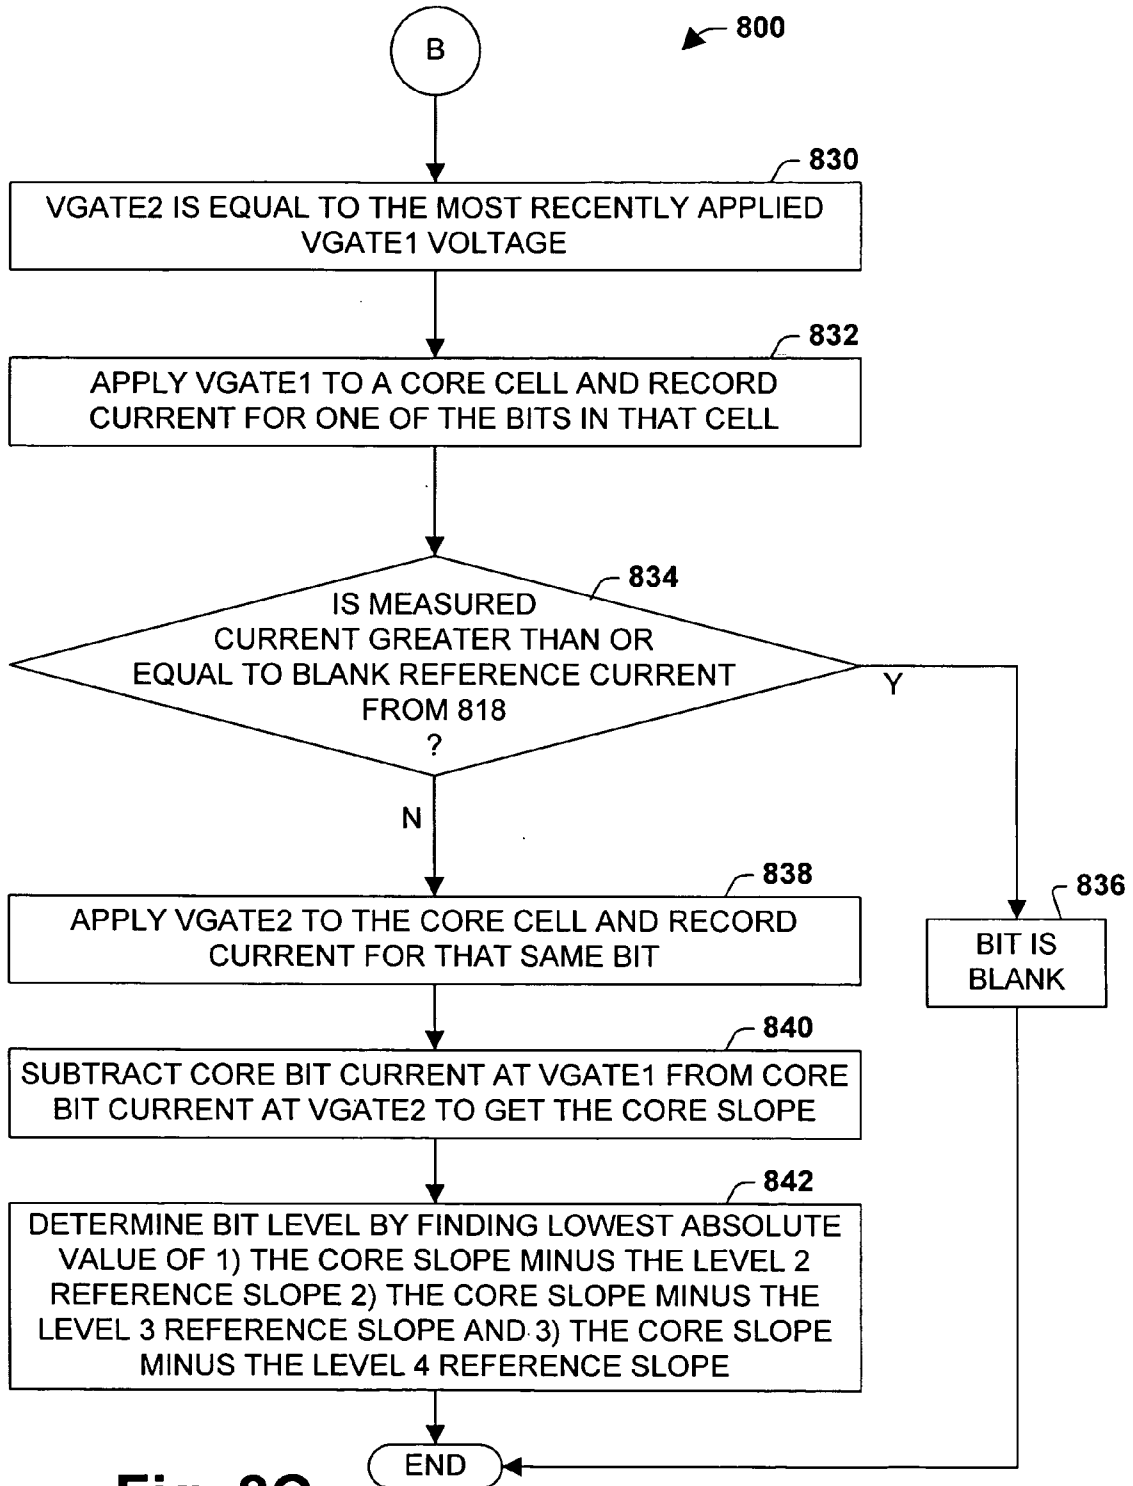 B
800
830
VGATE2 IS EQUAL TO THE MOST RECENTLY APPLIED
VGATE1 VOLTAGE
832
APPLY VGATE1 TO A CORE CELL AND RECORD
CURRENT FOR ONE OF THE BITS IN THAT CELL
834
IS MEASURED
CURRENT GREATER THAN OR
EQUAL TO BLANK REFERENCE CURRENT
FROM 818
?
Y
N
838
APPLY VGATE2 TO THE CORE CELL AND RECORD
CURRENT FOR THAT SAME BIT
836
BIT IS
BLANK
840
SUBTRACT CORE BIT CURRENT AT VGATE1 FROM CORE
BIT CURRENT AT VGATE2 TO GET THE CORE SLOPE
842
DETERMINE BIT LEVEL BY FINDING LOWEST ABSOLUTE
VALUE OF 1) THE CORE SLOPE MINUS THE LEVEL 2
REFERENCE SLOPE 2) THE CORE SLOPE MINUS THE
LEVEL 3 REFERENCE SLOPE AND 3) THE CORE SLOPE
MINUS THE LEVEL 4 REFERENCE SLOPE
END